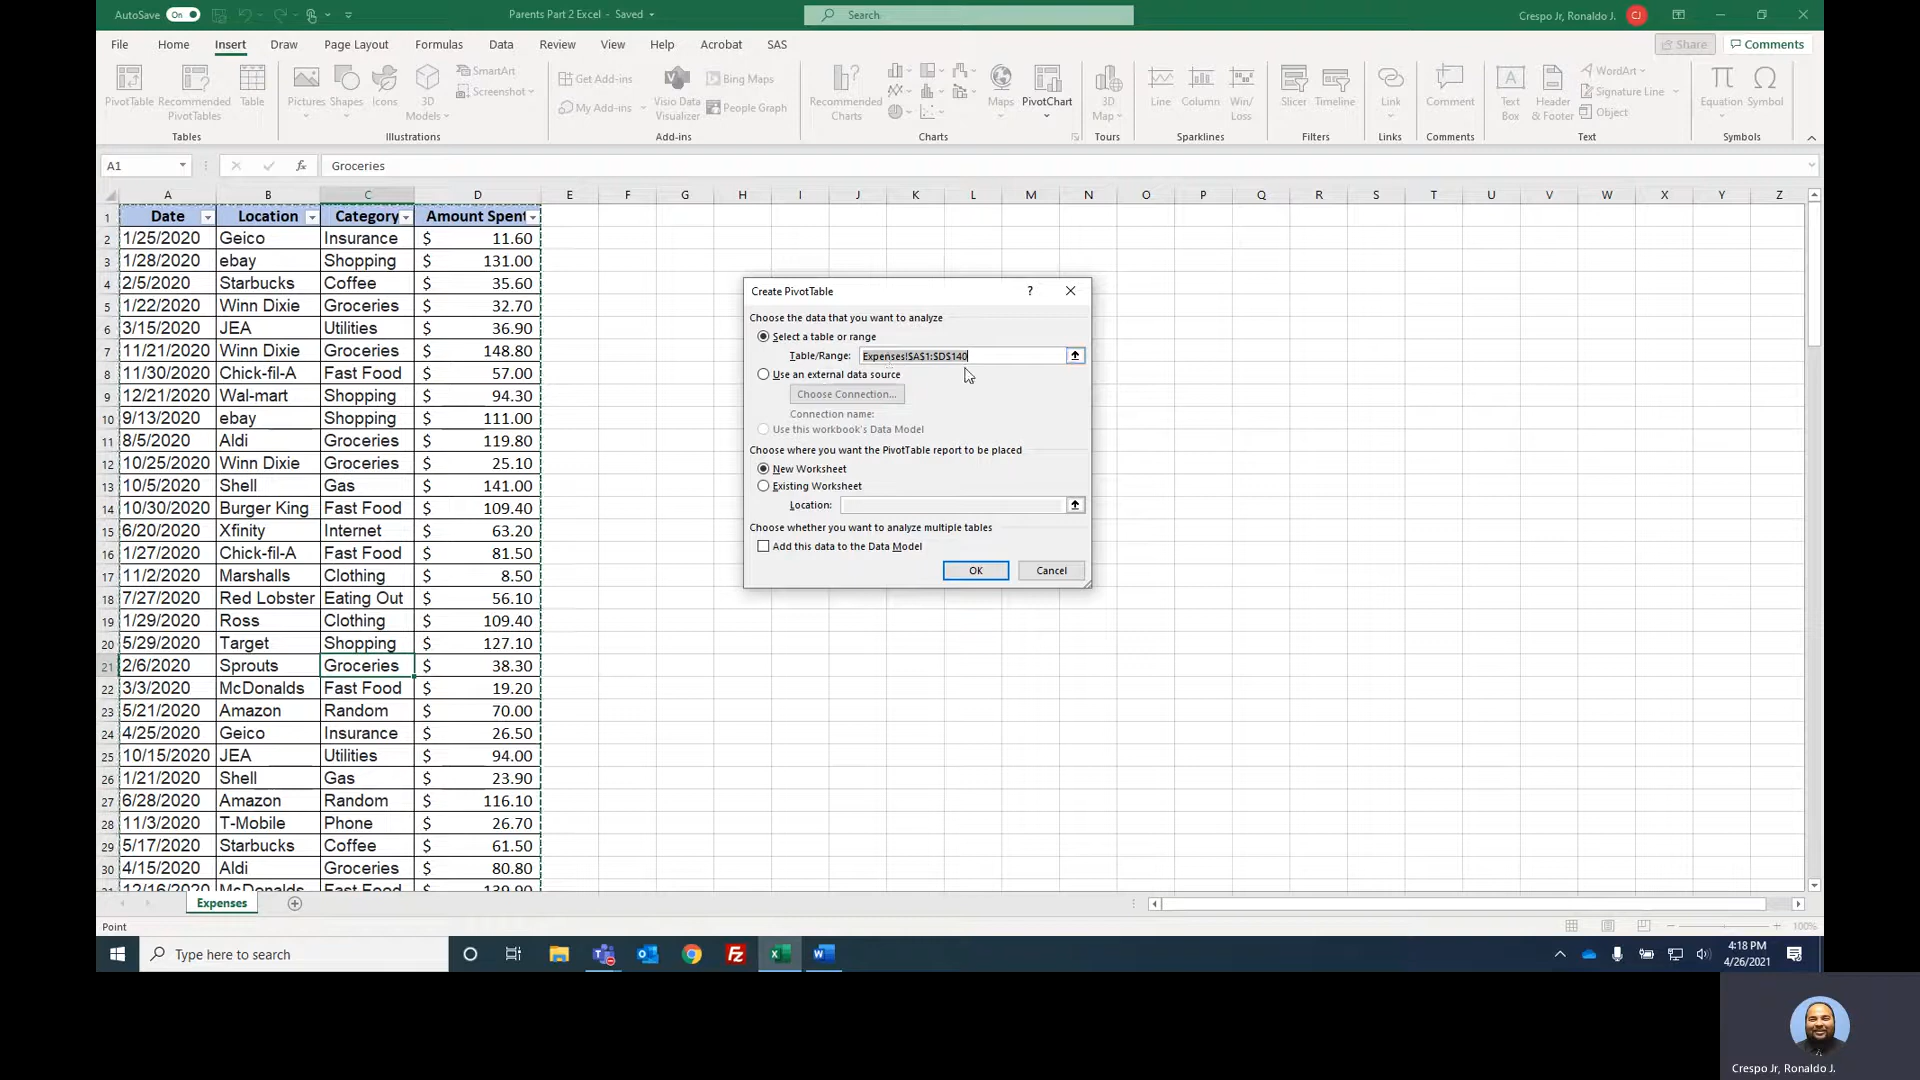 AutoSave On
Parents Part 2 Excel - Saved
Search
Crespo Jr, Ronaldo J. CJ
File Home Insert Draw Page Layout Formulas Data Review View Help Acrobat SAS
Share Comments
PivotTable Recommended PivotTables Table
Tables
Pictures Shapes Icons 3D Models SmartArt Screenshot
Illustrations
Get Add-ins My Add-ins Visio Data Visualizer Bing Maps People Graph
Add-ins
Recommended Charts Maps PivotChart
Charts
3D Map
Tours
Line Column Win/Loss
Sparklines
Slicer Timeline
Filters
Link
Links
Comment
Comments
Text Box Header & Footer WordArt Signature Line Object
Text
Equation Symbol
Symbols
A1 fx Groceries
A B C D E F G H I J K L M N O P Q R S T U V W X Y Z
1 Date Location Category Amount Spent
2 1/25/2020 Geico Insurance $ 11.60
3 1/28/2020 ebay Shopping $ 131.00
4 2/5/2020 Starbucks Coffee $ 35.60
5 1/22/2020 Winn Dixie Groceries $ 32.70
6 3/15/2020 JEA Utilities $ 36.90
7 11/21/2020 Winn Dixie Groceries $ 148.80
8 11/30/2020 Chick-fil-A Fast Food $ 57.00
9 12/21/2020 Wal-mart Shopping $ 94.30
10 9/13/2020 ebay Shopping $ 111.00
11 8/5/2020 Aldi Groceries $ 119.80
12 10/25/2020 Winn Dixie Groceries $ 25.10
13 10/5/2020 Shell Gas $ 141.00
14 10/30/2020 Burger King Fast Food $ 109.40
15 6/20/2020 Xfinity Internet $ 63.20
16 1/27/2020 Chick-fil-A Fast Food $ 81.50
17 11/2/2020 Marshalls Clothing $ 8.50
18 7/27/2020 Red Lobster Eating Out $ 56.10
19 1/29/2020 Ross Clothing $ 109.40
20 5/29/2020 Target Shopping $ 127.10
21 2/6/2020 Sprouts Groceries $ 38.30
22 3/3/2020 McDonalds Fast Food $ 19.20
23 5/21/2020 Amazon Random $ 70.00
24 4/25/2020 Geico Insurance $ 26.50
25 10/15/2020 JEA Utilities $ 94.00
26 1/21/2020 Shell Gas $ 23.90
27 6/28/2020 Amazon Random $ 116.10
28 11/3/2020 T-Mobile Phone $ 26.70
29 5/17/2020 Starbucks Coffee $ 61.50
30 4/15/2020 Aldi Groceries $ 80.80
31 12/16/2020 McDonalds Fast Food $ 139.90
Create PivotTable ?
Choose the data that you want to analyze
Select a table or range
Table/Range: Expenses!$A$1:$D$140
Use an external data source
Choose Connection...
Connection name:
Use this workbook's Data Model
Choose where you want the PivotTable report to be placed
New Worksheet
Existing Worksheet
Location:
Choose whether you want to analyze multiple tables
Add this data to the Data Model
OK Cancel
Expenses
Point
100%
Type here to search
4:18 PM
4/26/2021
Crespo Jr, Ronaldo J.